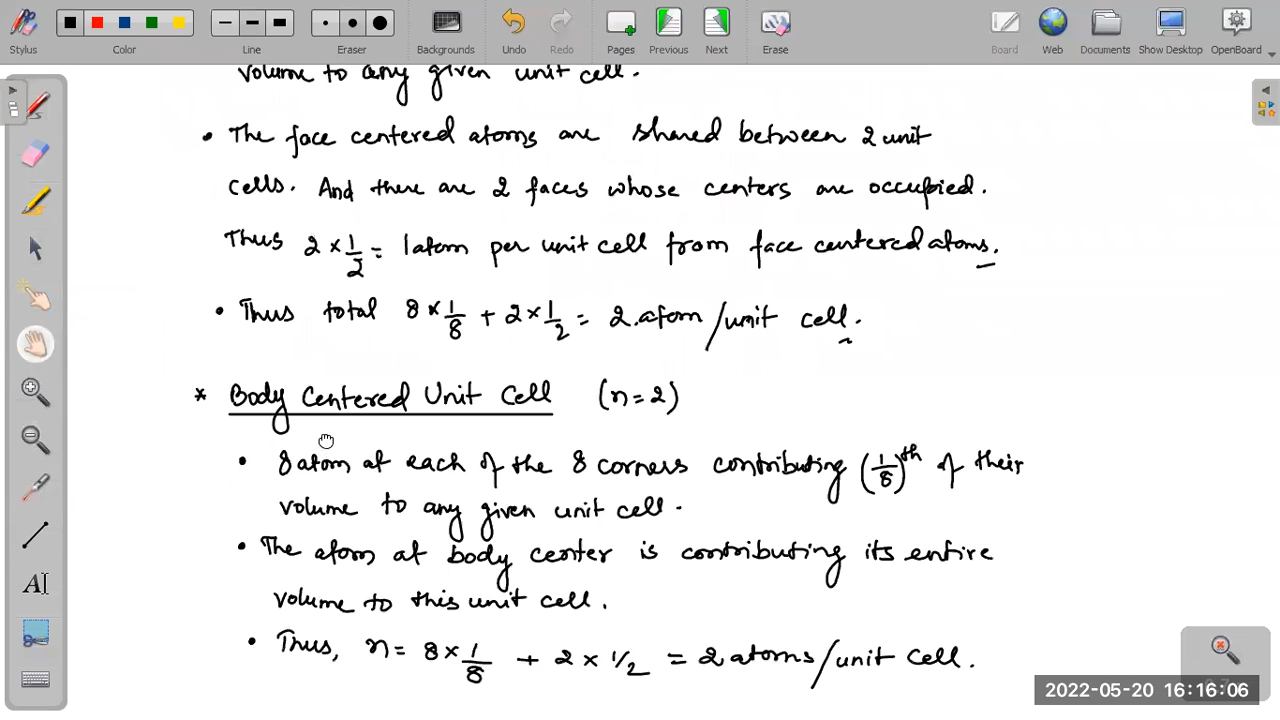 Stylus Color Line Eraser Backgrounds Undo Redo Pages Previous Next Erase Board Web Documents Show Desktop OpenBoard
volume to any given unit cell.
• The face centered atoms are shared between 2 unit
cells. And there are 2 faces whose centers are occupied.
Thus 2 × 1/2 = 1 atom per unit cell from face centered atoms.
• Thus total 8 × 1/8 + 2 × 1/2 = 2 atom/unit cell.
* Body Centered Unit Cell (n=2)
• 8 atom at each of the 8 corners contributing (1/8)th of their
volume to any given unit cell.
• The atom at body center is contributing its entire
volume to this unit cell.
• Thus, n = 8 × 1/8 + 2 × 1/2 = 2 atoms/unit cell.
2022-05-20 16:16:06